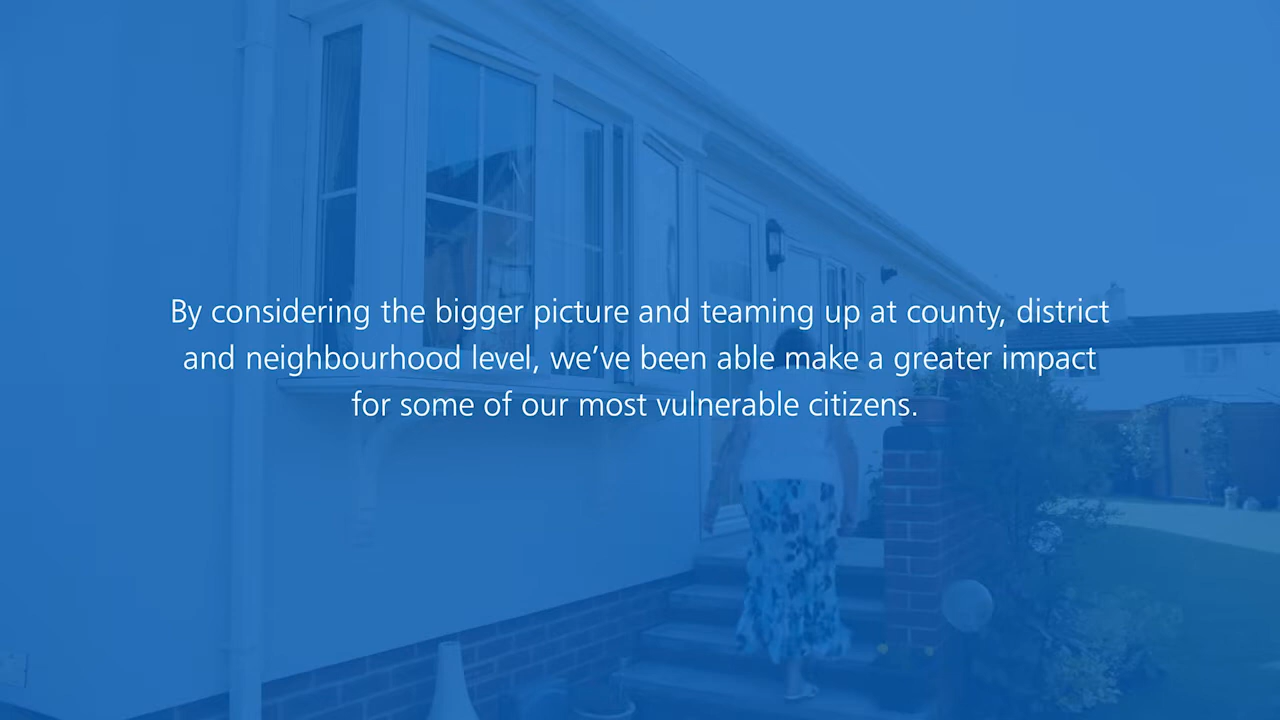 By considering the bigger picture and teaming up at county, district
and neighbourhood level, we’ve been able make a greater impact
for some of our most vulnerable citizens.